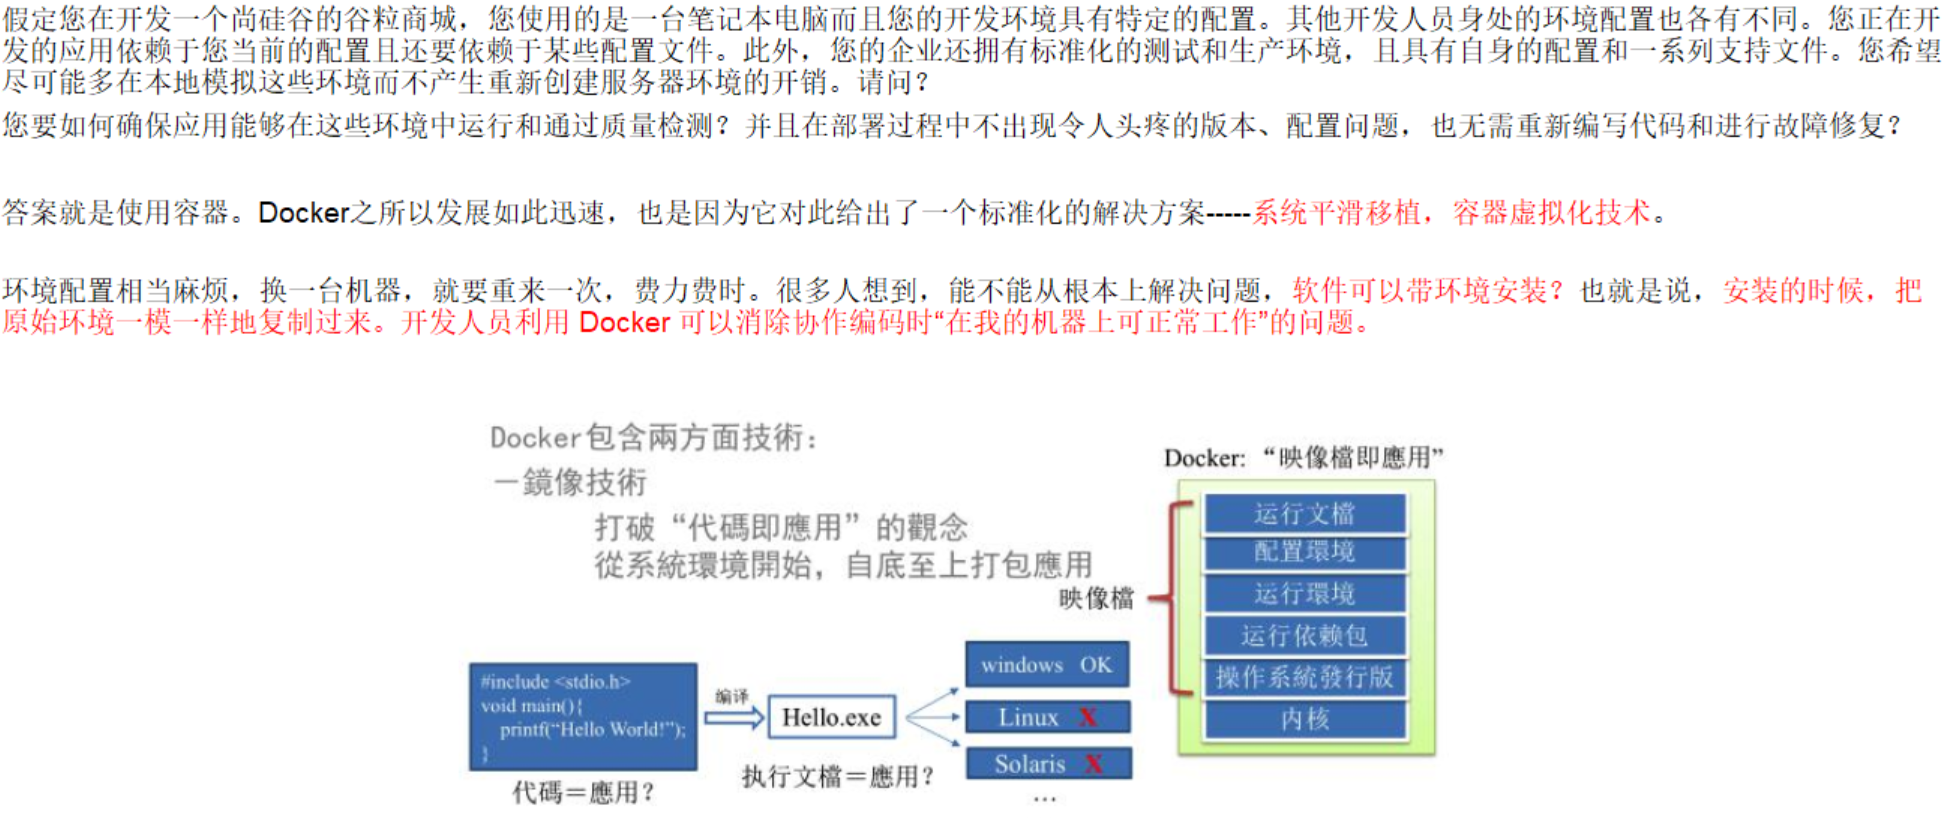 假定您在开发一个尚硅谷的谷粒商城，您使用的是一台笔记本电脑而且您的开发环境具有特定的配置。其他开发人员身处的环境配置也各有不同。您正在开
发的应用依赖于您当前的配置且还要依赖于某些配置文件。此外，您的企业还拥有标准化的测试和生产环境，且具有自身的配置和一系列支持文件。您希望
尽可能多在本地模拟这些环境而不产生重新创建服务器环境的开销。请问？
您要如何确保应用能够在这些环境中运行和通过质量检测？并且在部署过程中不出现令人头疼的版本、配置问题，也无需重新编写代码和进行故障修复？
答案就是使用容器。Docker之所以发展如此迅速，也是因为它对此给出了一个标准化的解决方案-----系统平滑移植，容器虚拟化技术。
环境配置相当麻烦，换一台机器，就要重来一次，费力费时。很多人想到，能不能从根本上解决问题，软件可以带环境安装？也就是说，安装的时候，把
原始环境一模一样地复制过来。开发人员利用 Docker 可以消除协作编码时“在我的机器上可正常工作”的问题。
Docker包含兩方面技術：
－鏡像技術
打破“代碼即應用”的觀念
從系統環境開始，自底至上打包應用
Docker: “映像檔即應用”
运行文檔
配置環境
运行環境
运行依赖包
操作系統發行版
内核
映像檔
#include <stdio.h>
void main(){
printf(“Hello World!”);
}
代碼＝應用？
编译
Hello.exe
执行文檔＝應用？
windows OK
Linux X
Solaris X
…